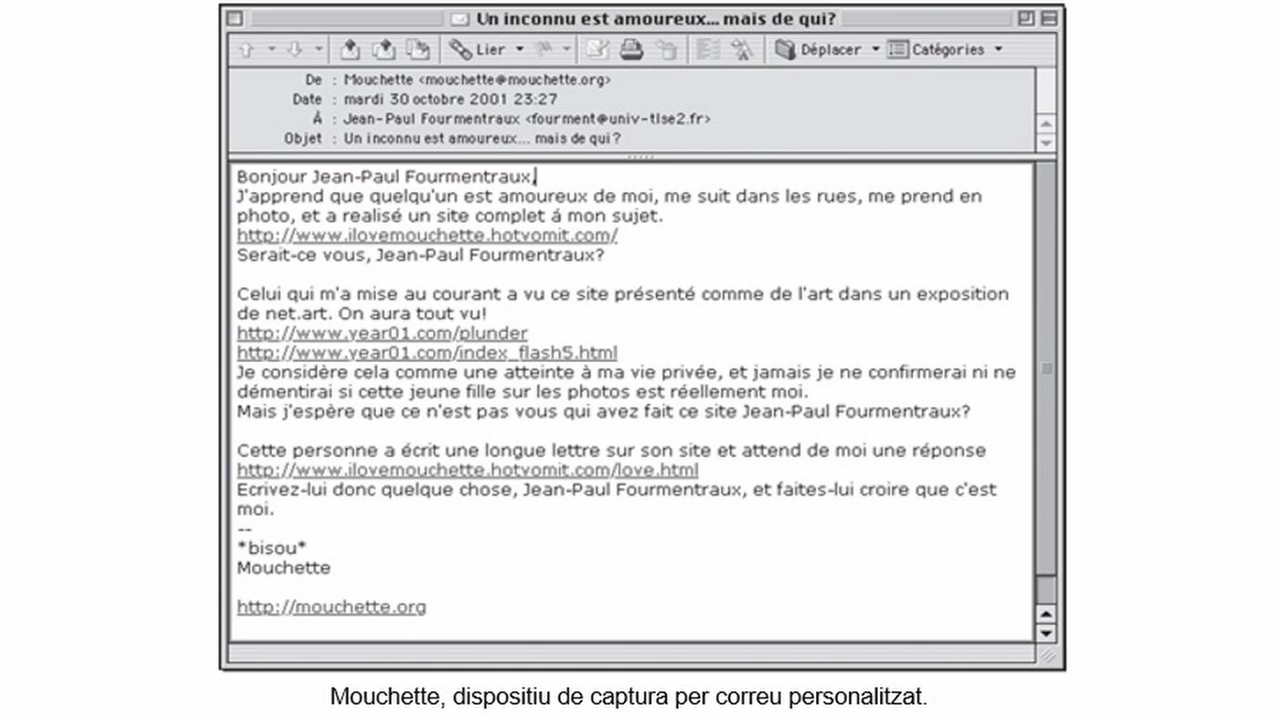 Un inconnu est amoureux... mais de qui?
Lier
Déplacer
Catégories
De : Mouchette <mouchette@mouchette.org>
Date : mardi 30 octobre 2001 23:27
À : Jean-Paul Fourmentraux <fourment@univ-tlse2.fr>
Objet : Un inconnu est amoureux... mais de qui?
Bonjour Jean-Paul Fourmentraux,
J'apprend que quelqu'un est amoureux de moi, me suit dans les rues, me prend en
photo, et a realisé un site complet á mon sujet.
http://www.ilovemouchette.hotvomit.com/
Serait-ce vous, Jean-Paul Fourmentraux?
Celui qui m'a mise au courant a vu ce site présenté comme de l'art dans un exposition
de net.art. On aura tout vu!
http://www.year01.com/plunder
http://www.year01.com/index_flash5.html
Je considère cela comme une atteinte à ma vie privée, et jamais je ne confirmerai ni ne
démentirai si cette jeune fille sur les photos est réellement moi.
Mais j'espère que ce n'est pas vous qui avez fait ce site Jean-Paul Fourmentraux?
Cette personne a écrit une longue lettre sur son site et attend de moi une réponse
http://www.ilovemouchette.hotvomit.com/love.html
Ecrivez-lui donc quelque chose, Jean-Paul Fourmentraux, et faites-lui croire que c'est
moi.
--
*bisou*
Mouchette
http://mouchette.org
Mouchette, dispositiu de captura per correu personalitzat.